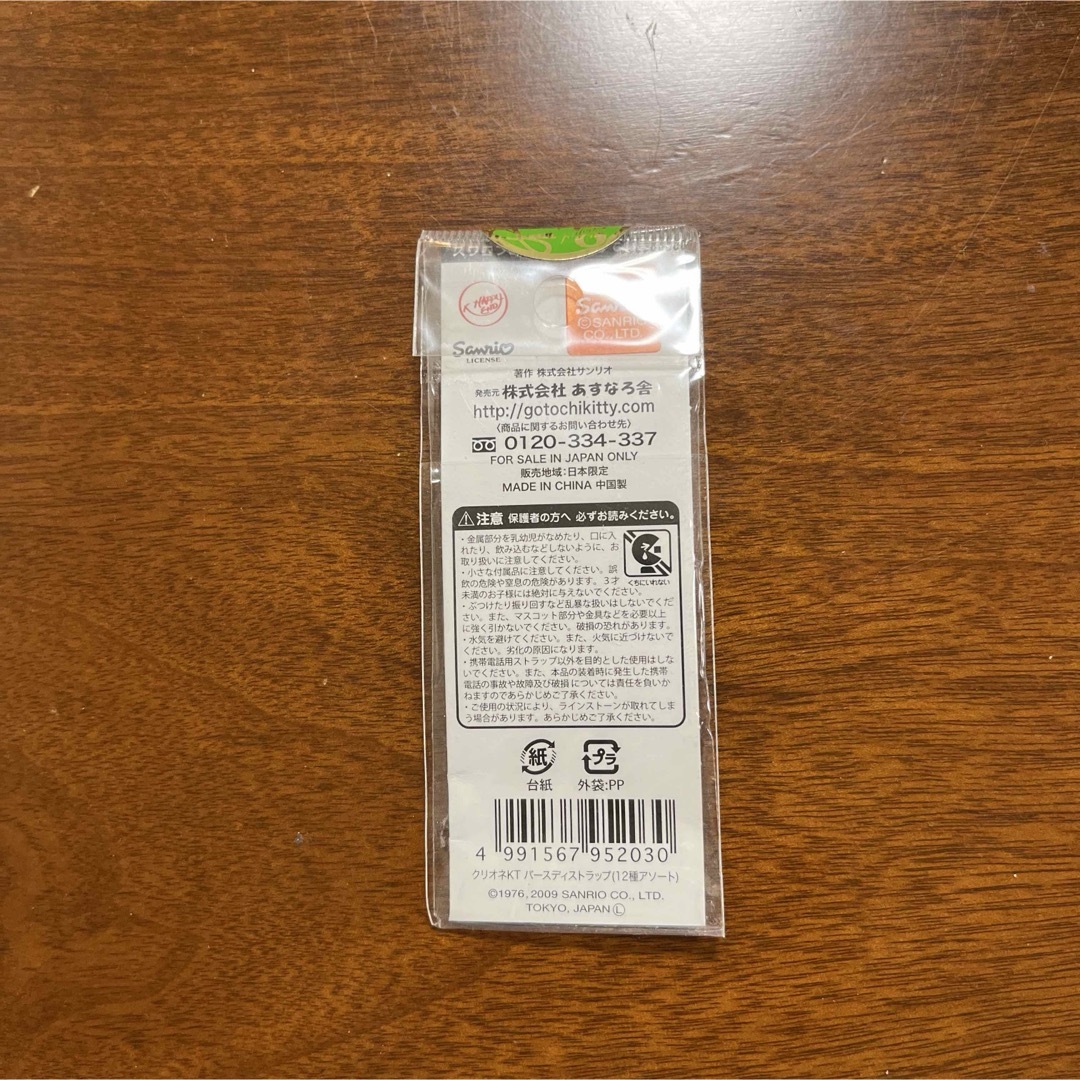 K. HAPPY END
Sanrio
©SANRIO
CO., LTD.
Sanrio
LICENSE
著作 株式会社サンリオ
発売元 株式会社 あすなろ舎
http://gotochikitty.com
〈商品に関するお問い合わせ先〉
0120-334-337
FOR SALE IN JAPAN ONLY
販売地域:日本限定
MADE IN CHINA 中国製
注意 保護者の方へ 必ずお読みください。
・金属部分を乳幼児がなめたり、口に入
れたり、飲み込むなどしないように、お
取り扱いに注意してください。
・小さな付属品に注意してください。誤
飲の危険や窒息の危険があります。3才
未満のお子様には絶対に与えないでください。
くちにいれない
・ぶつけたり振り回すなど乱暴な扱いはしないでくだ
さい。また、マスコット部分や金具などを必要以上
に強く引かないでください。破損の恐れがあります。
・水気を避けてください。また、火気に近づけないで
ください。劣化の原因になります。
・携帯電話用ストラップ以外を目的とした使用はしな
いでください。また、本品の装着時に発生した携帯
電話の事故や故障及び破損については責任を負いか
ねますのであらかじめご了承ください。
・ご使用の状況により、ラインストーンが取れてしま
う場合があります。あらかじめご了承ください。
紙 プラ
台紙 外袋:PP
4 991567 952030
クリオネKT バースディストラップ(12種アソート)
©1976, 2009 SANRIO CO., LTD.
TOKYO, JAPAN Ⓛ